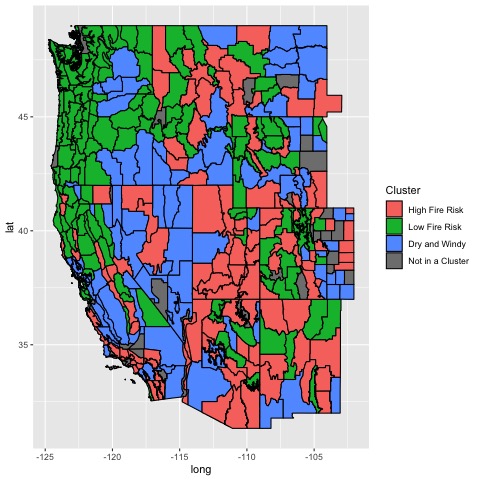 45
40
35
lat
-125
-120
-115
-110
-105
long
Cluster
High Fire Risk
Low Fire Risk
Dry and Windy
Not in a Cluster